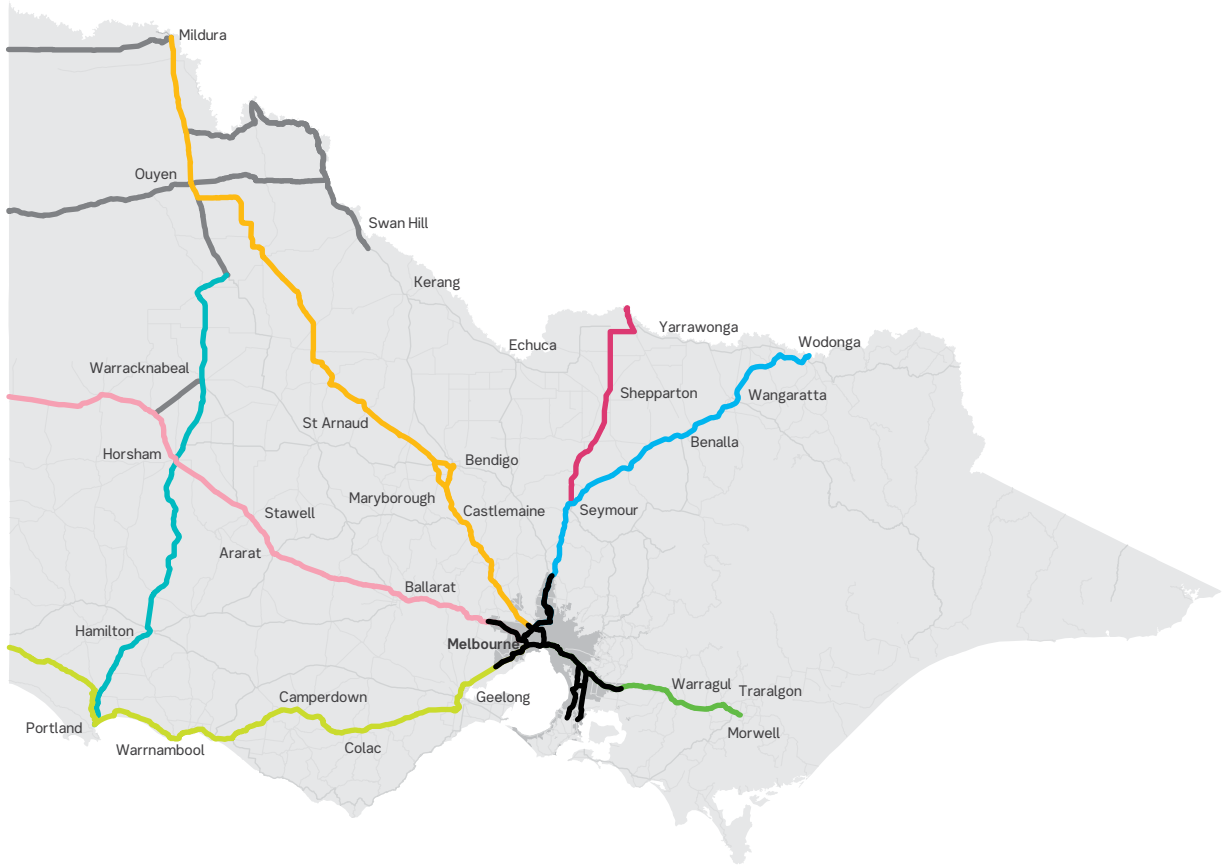 Mildura
Ouyen
Swan Hill
Kerang
Yarrawonga
Echuca
Wodonga
Warracknabeal
Shepparton
Wangaratta
St Arnaud
Benalla
Horsham
Bendigo
Maryborough
Castlemaine
Seymour
Stawell
Ararat
Ballarat
Hamilton
Melbourne
Warragul
Traralgon
Camperdown
Geelong
Portland
Morwell
Warrnambool
Colac